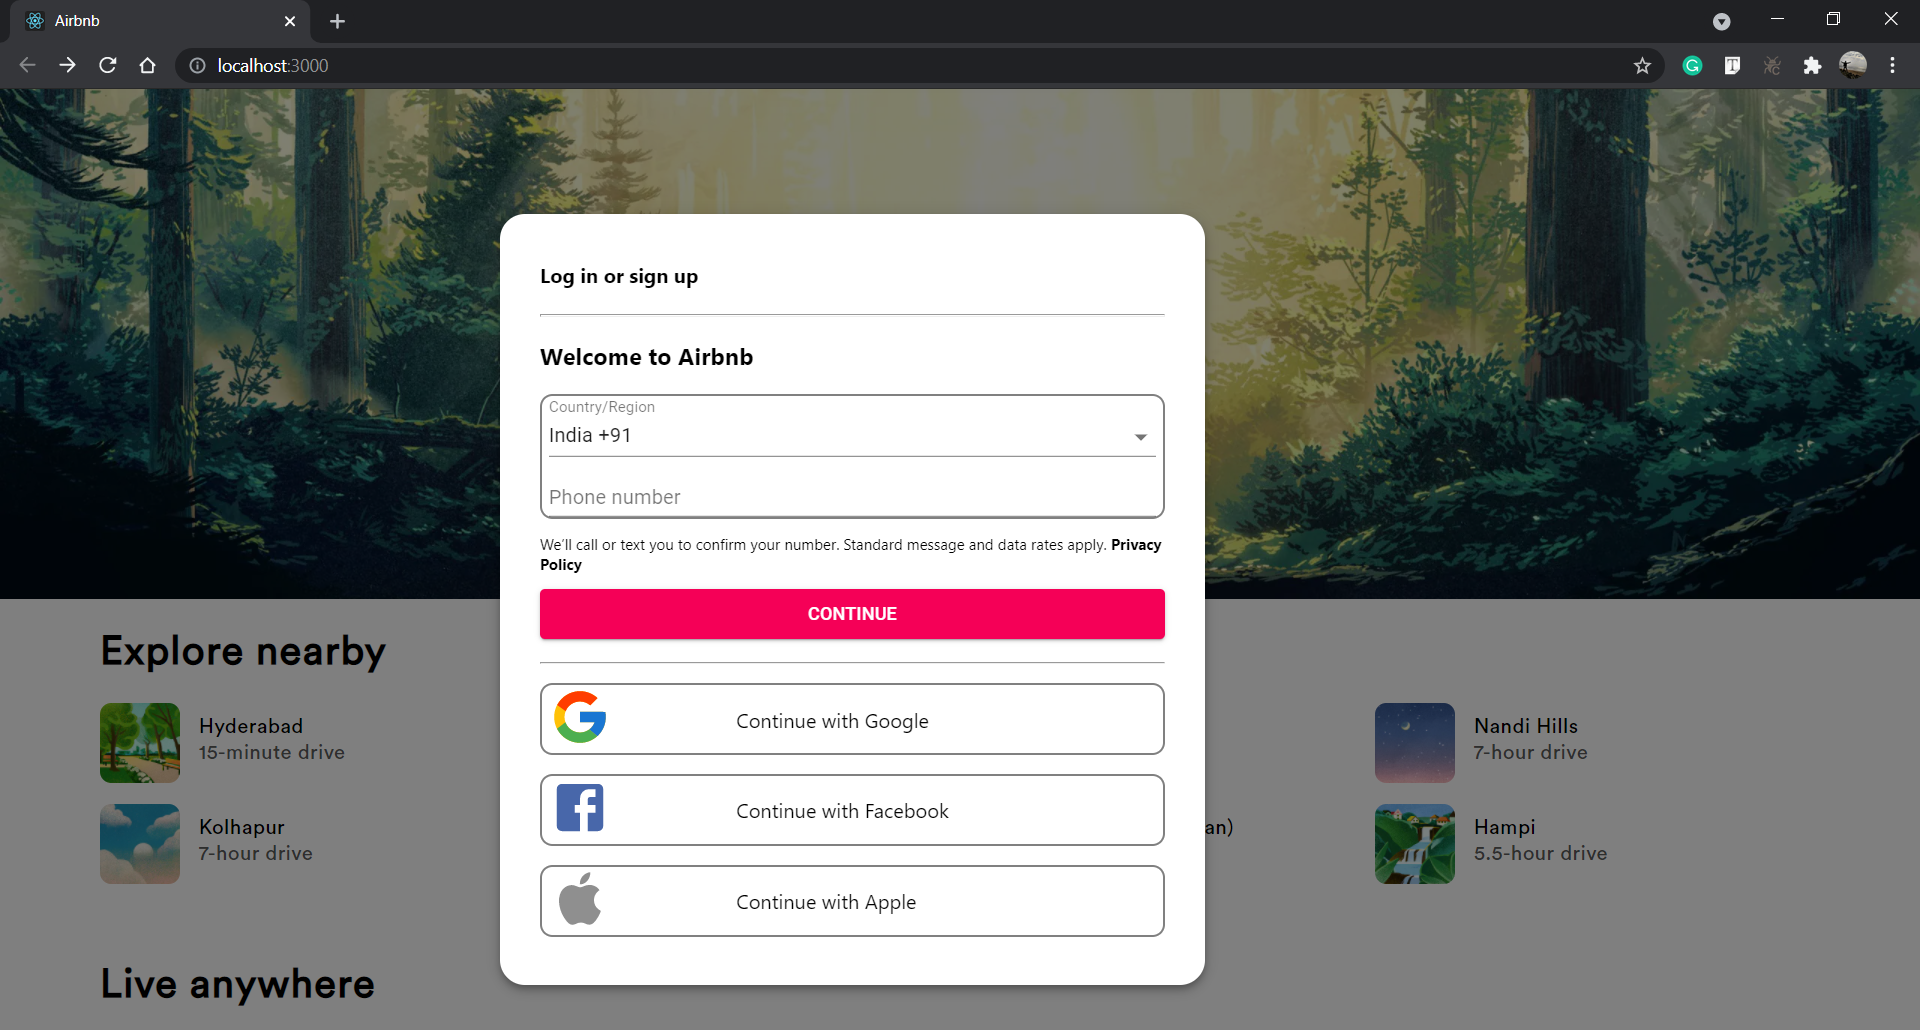 Airbnb
localhost:3000
Log in or sign up
Welcome to Airbnb
Country/Region
India +91
Phone number
We'll call or text you to confirm your number. Standard message and data rates apply. Privacy
Policy
CONTINUE
Continue with Google
Continue with Facebook
Continue with Apple
Explore nearby
Hyderabad
15-minute drive
Kolhapur
7-hour drive
an)
Nandi Hills
7-hour drive
Hampi
5.5-hour drive
Live anywhere